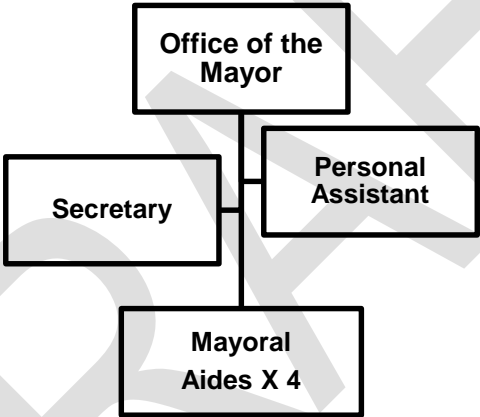 Office of the
Mayor
Personal
Assistant
Secretary
Mayoral
Aides X 4